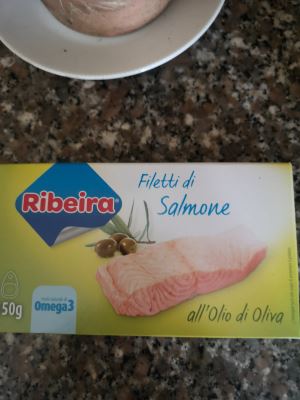 Filetti di
Salmone
Ribeira
50g
Omega3
all'Olio di Oliva